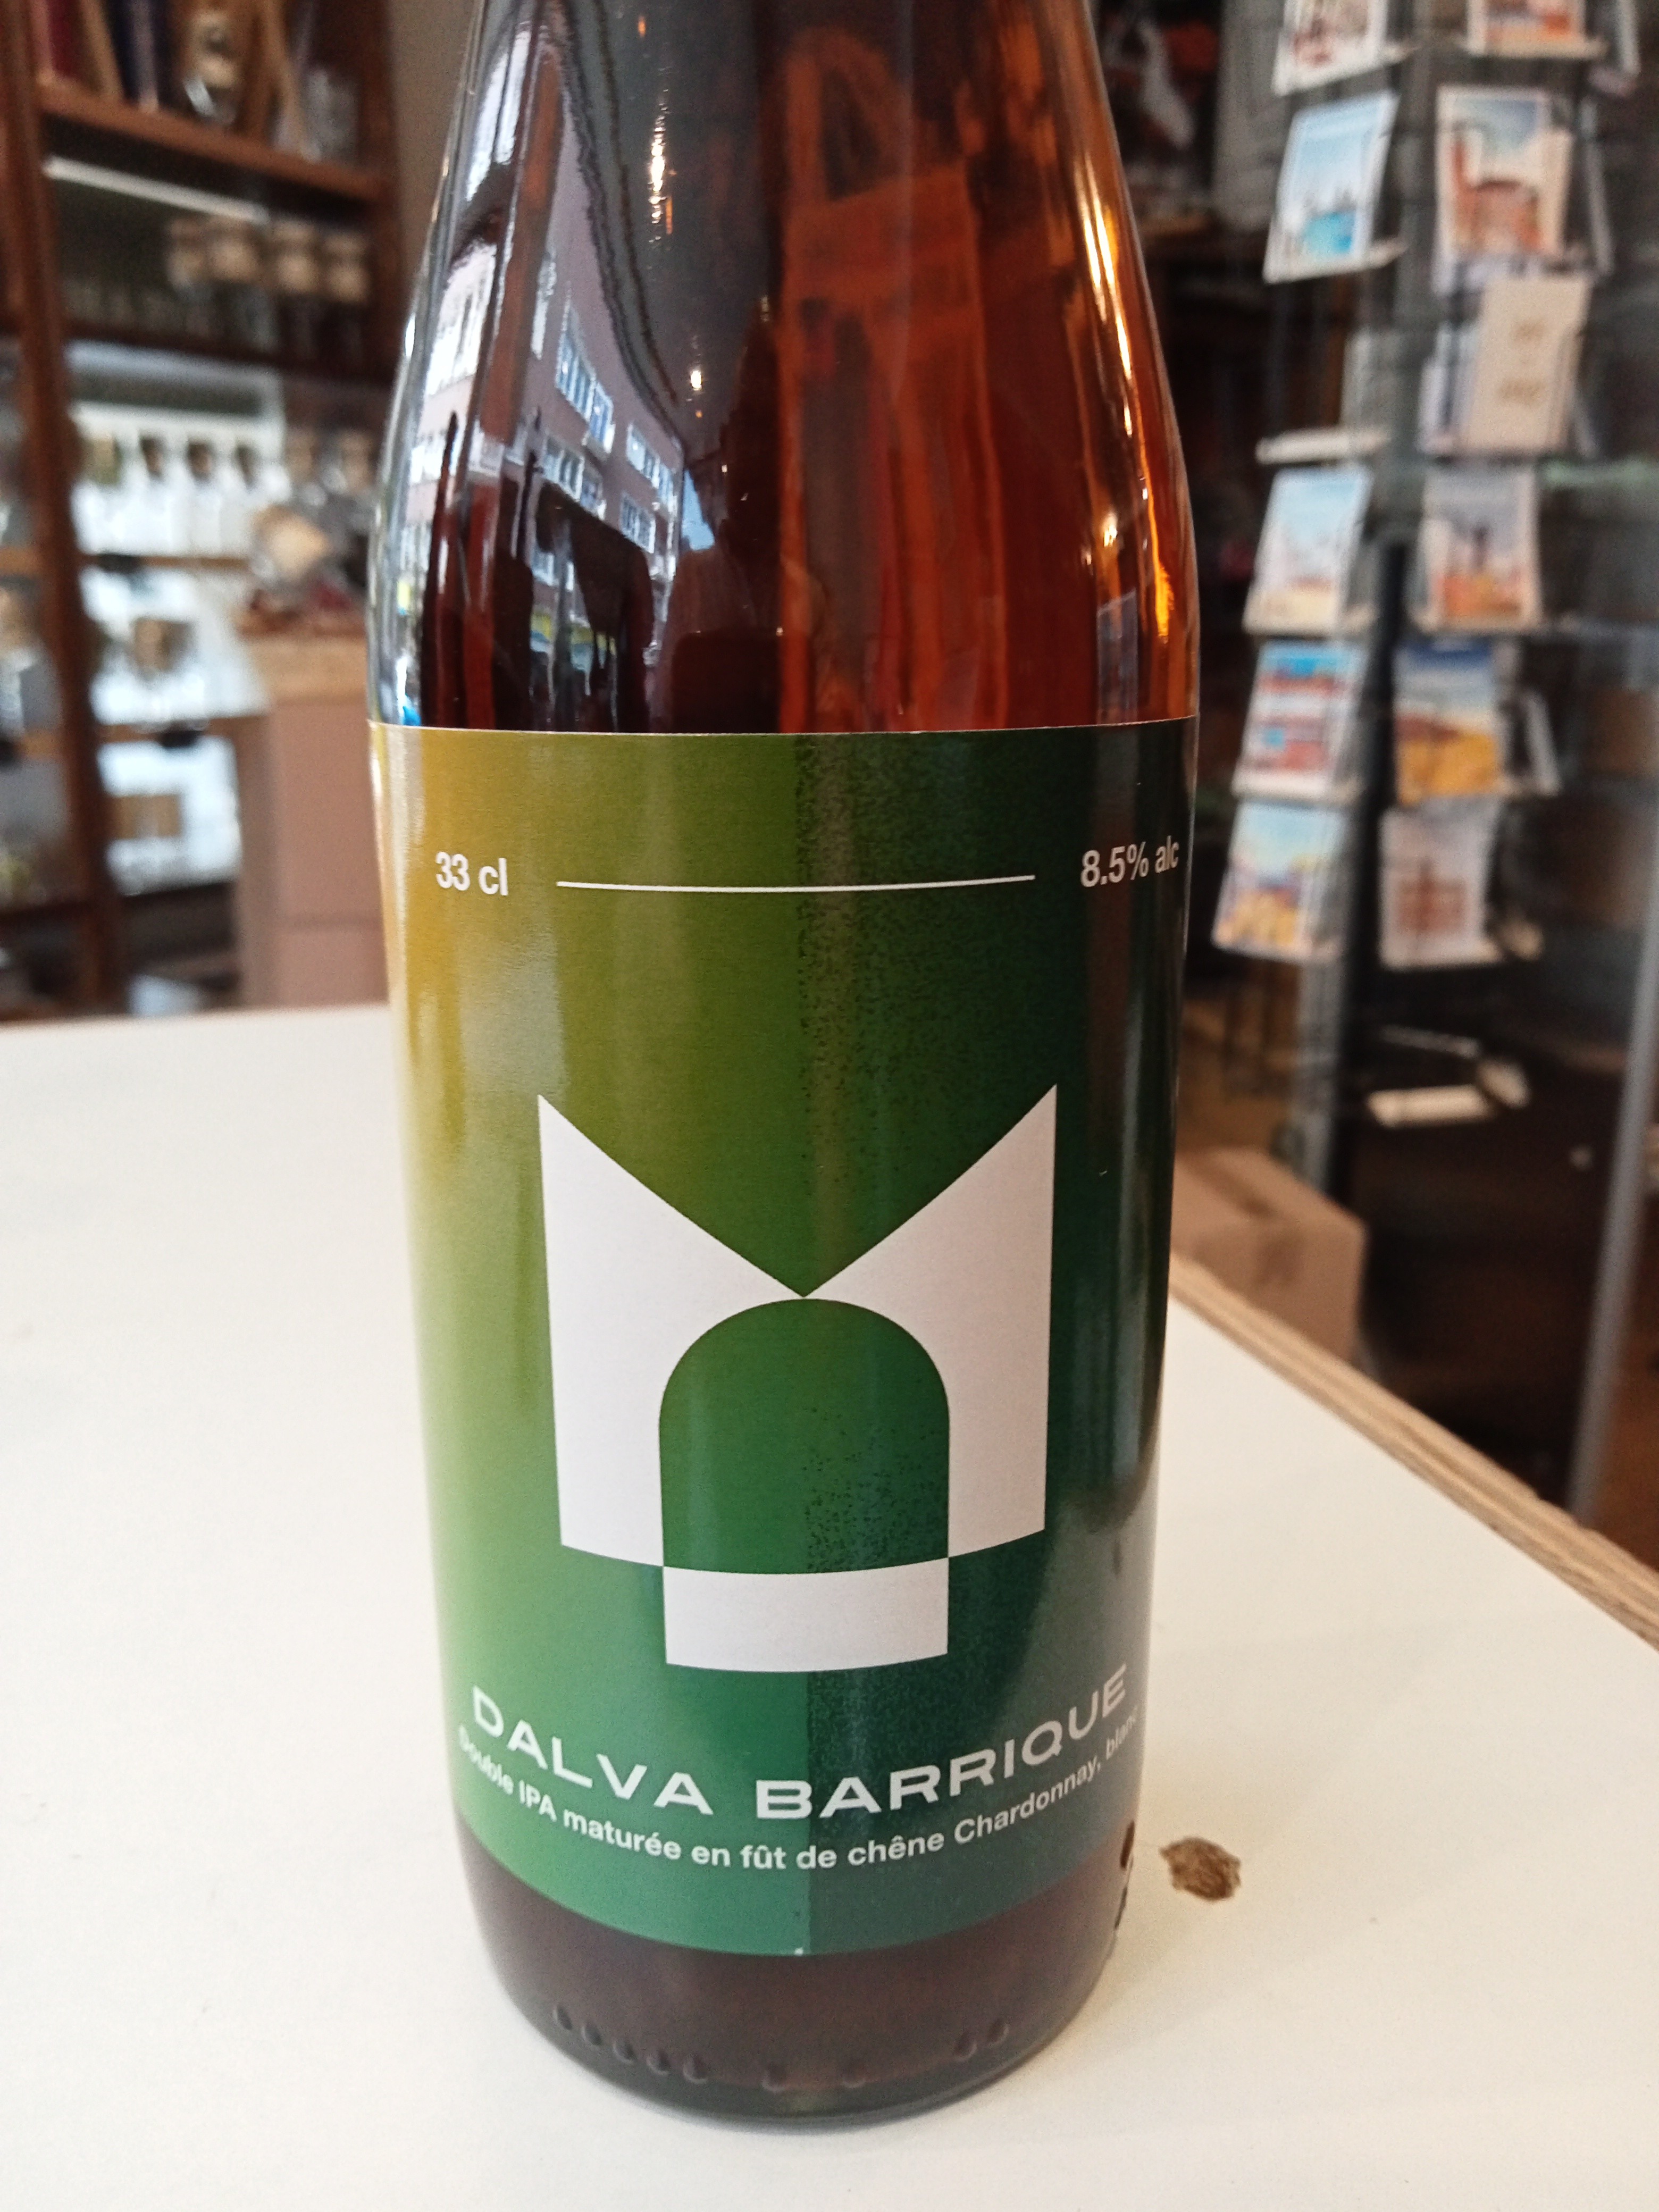 33 cl
8.5% alc
DALVA BARRIQUE
Double IPA maturée en fût de chêne Chardonnay, blanc